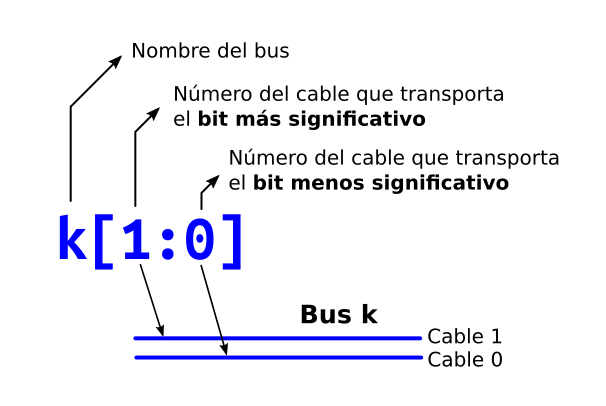 Nombre del bus
Número del cable que transporta
el bit más significativo
Número del cable que transporta
el bit menos significativo
k[1:0]
Bus k
Cable 1
Cable 0